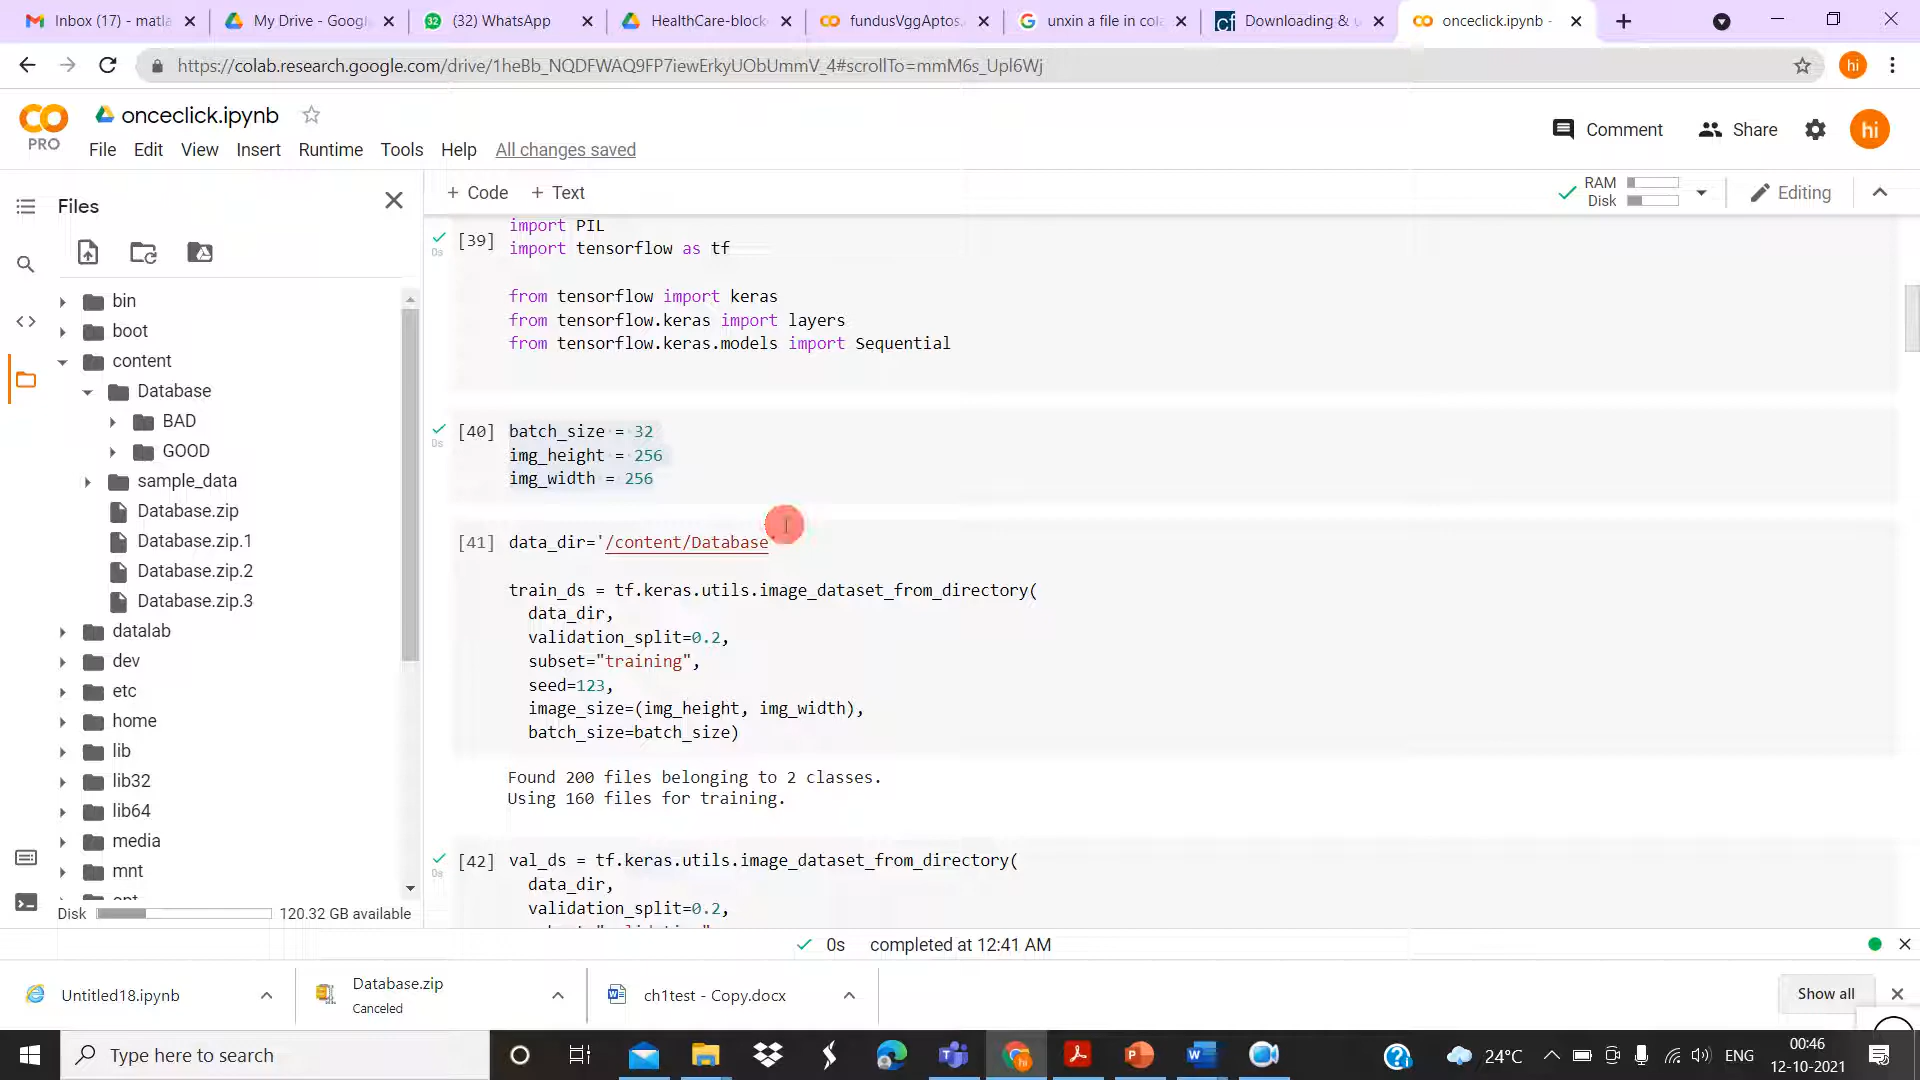 Inbox (17) - matla
My Drive - Googl
(32) WhatsApp
HealthCare-block
fundusVggAptos.
unxin a file in col
Downloading & u
onceclick.ipynb -
https://colab.research.google.com/drive/1heBb_NQDFWAQ9FP7iewErkyUObUmmV_4#scrollTo=mmM6s_Upl6Wj
hi
CO
PRO
onceclick.ipynb
File Edit View Insert Runtime Tools Help All changes saved
Comment
Share
hi
Files
+ Code + Text
RAM
Disk
Editing
bin
boot
content
Database
BAD
GOOD
sample_data
Database.zip
Database.zip.1
Database.zip.2
Database.zip.3
datalab
dev
etc
home
lib
lib32
lib64
media
mnt
Disk 120.32 GB available
import PIL
[39] import tensorflow as tf
0s
from tensorflow import keras
from tensorflow.keras import layers
from tensorflow.keras.models import Sequential
[40] batch_size = 32
0s
img_height = 256
img_width = 256
[41] data_dir='/content/Database'
train_ds = tf.keras.utils.image_dataset_from_directory(
data_dir,
validation_split=0.2,
subset="training",
seed=123,
image_size=(img_height, img_width),
batch_size=batch_size)
Found 200 files belonging to 2 classes.
Using 160 files for training.
[42] val_ds = tf.keras.utils.image_dataset_from_directory(
0s
data_dir,
validation_split=0.2,
0s completed at 12:41 AM
Untitled18.ipynb
Database.zip
Canceled
ch1test - Copy.docx
Show all
Type here to search
24°C
ENG
00:46
12-10-2021